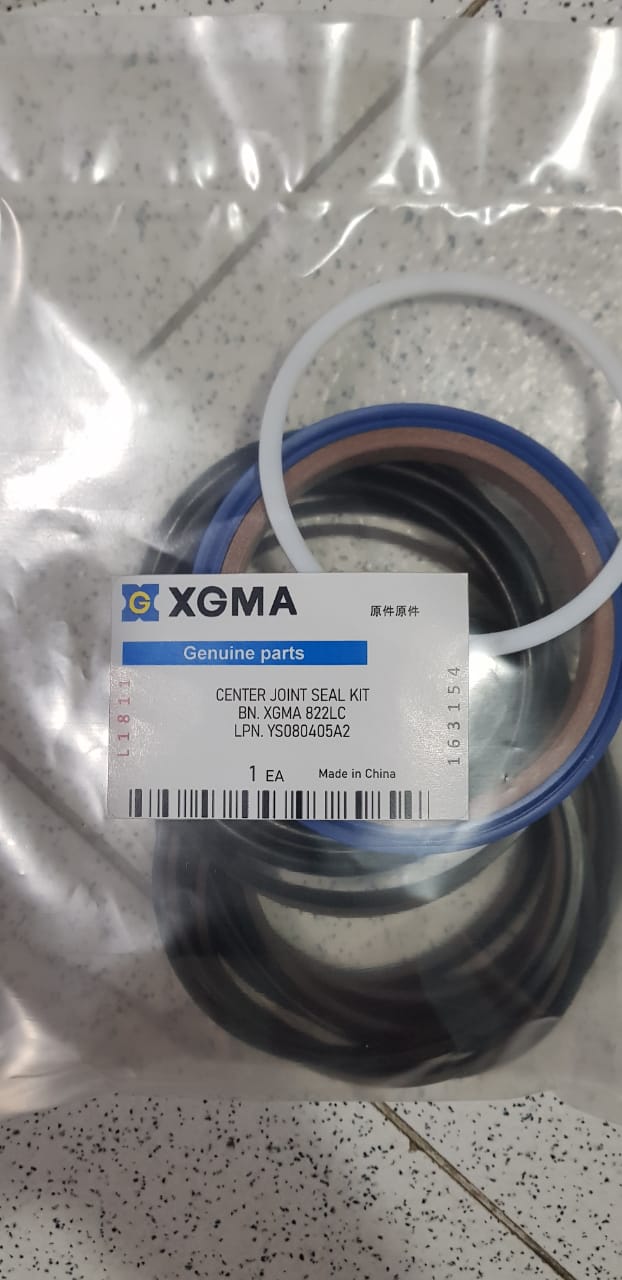 G XGMA
原件原件
Genuine parts
CENTER JOINT SEAL KIT
BN. XGMA 822LC
LPN. YS080405A2
1 EA
Made in China
L1811
163154